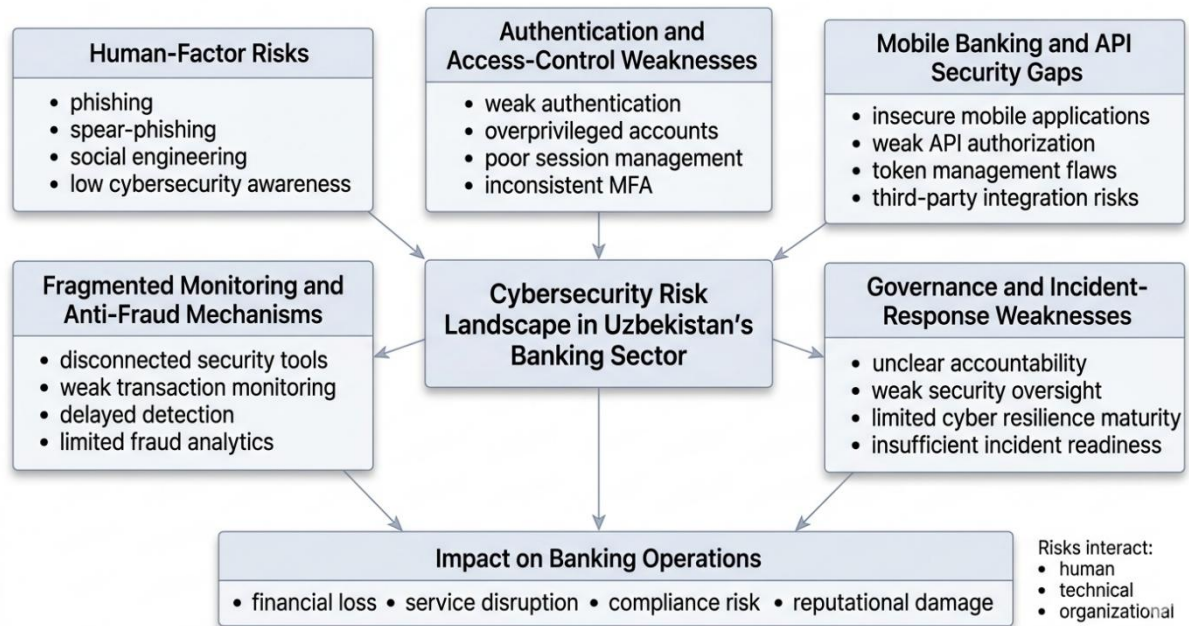 Human-Factor Risks
• phishing
• spear-phishing
• social engineering
• low cybersecurity awareness
Authentication and
Access-Control Weaknesses
• weak authentication
• overprivileged accounts
• poor session management
• inconsistent MFA
Mobile Banking and API
Security Gaps
• insecure mobile applications
• weak API authorization
• token management flaws
• third-party integration risks
Fragmented Monitoring and
Anti-Fraud Mechanisms
• disconnected security tools
• weak transaction monitoring
• delayed detection
• limited fraud analytics
Cybersecurity Risk
Landscape in Uzbekistan's
Banking Sector
Governance and Incident-
Response Weaknesses
• unclear accountability
• weak security oversight
• limited cyber resilience maturity
• insufficient incident readiness
Impact on Banking Operations
• financial loss • service disruption • compliance risk • reputational damage
Risks interact:
• human
• technical
• organizational